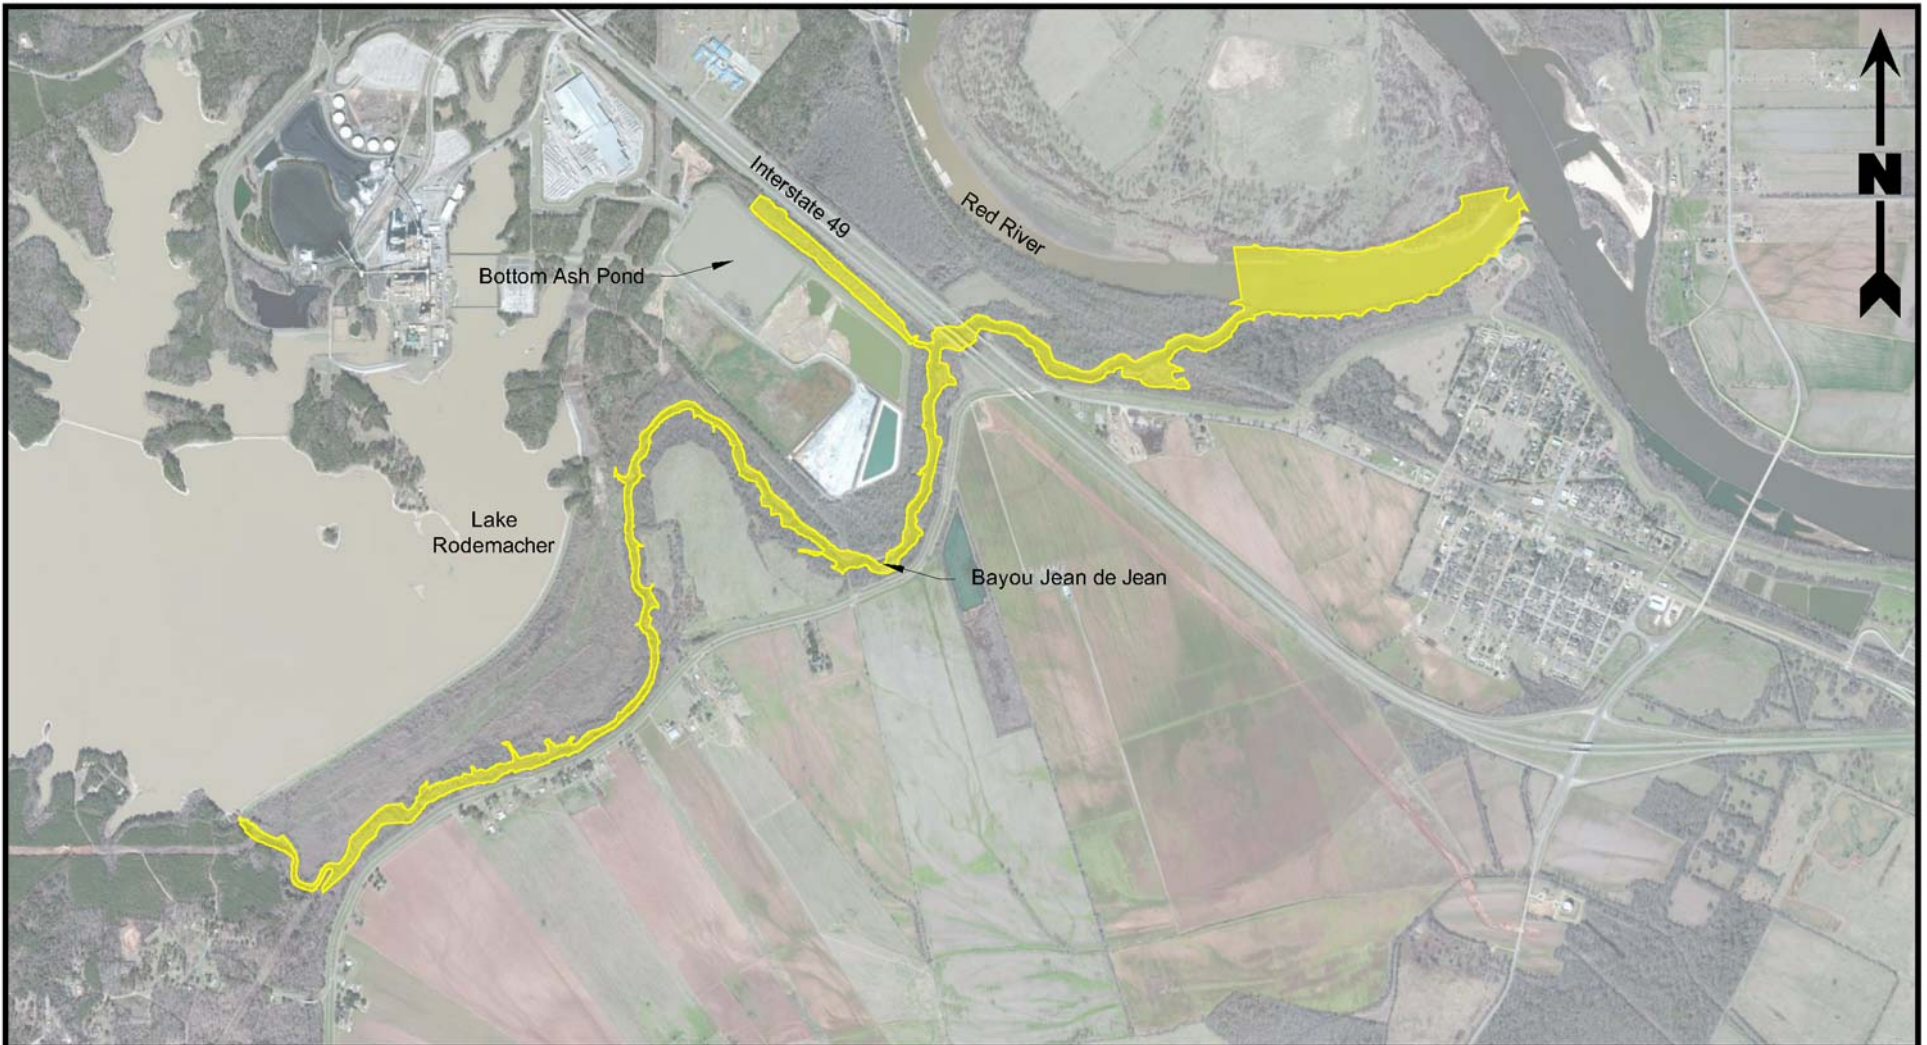 N
Interstate 49
Red River
Bottom Ash Pond
Lake
Rodemacher
Bayou Jean de Jean